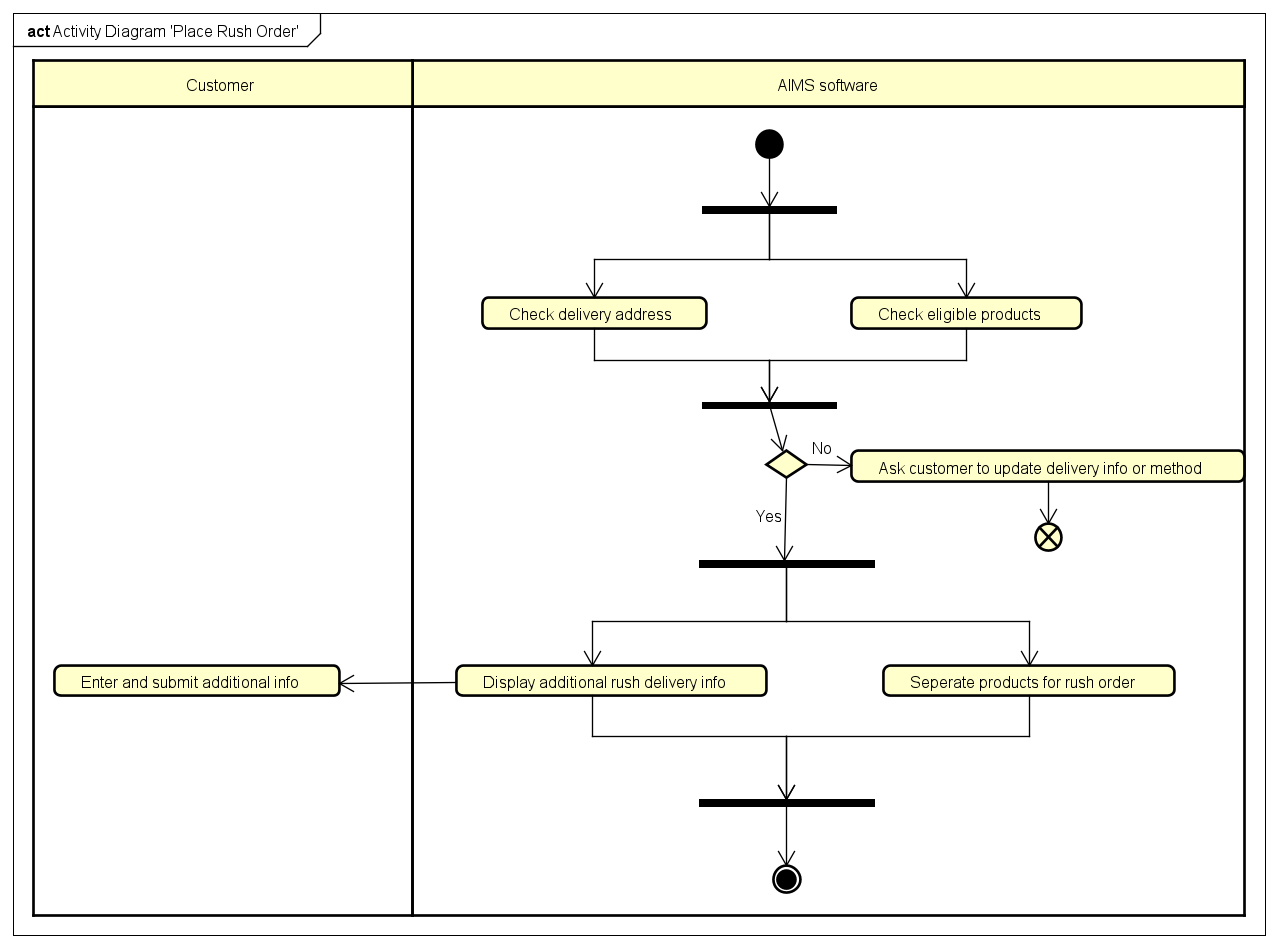 act Activity Diagram 'Place Rush Order'
Customer
AIMS software
Check delivery address
Check eligible products
No
Ask customer to update delivery info or method
Yes
Enter and submit additional info
Display additional rush delivery info
Seperate products for rush order